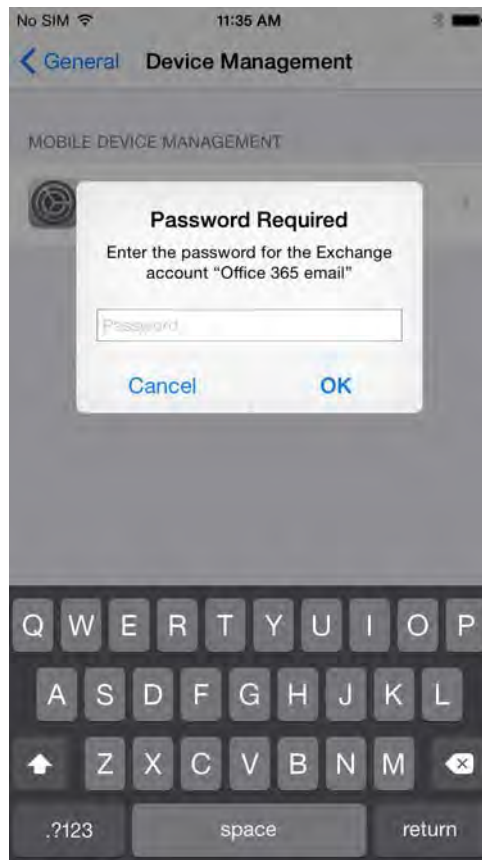 No SIM 11:35 AM
General Device Management
MOBILE DEVICE MANAGEMENT
Password Required
Enter the password for the Exchange
account “Office 365 email”
Password
Cancel OK
Q W E R T Y U I O P
A S D F G H J K L
Z X C V B N M
.?123 space return